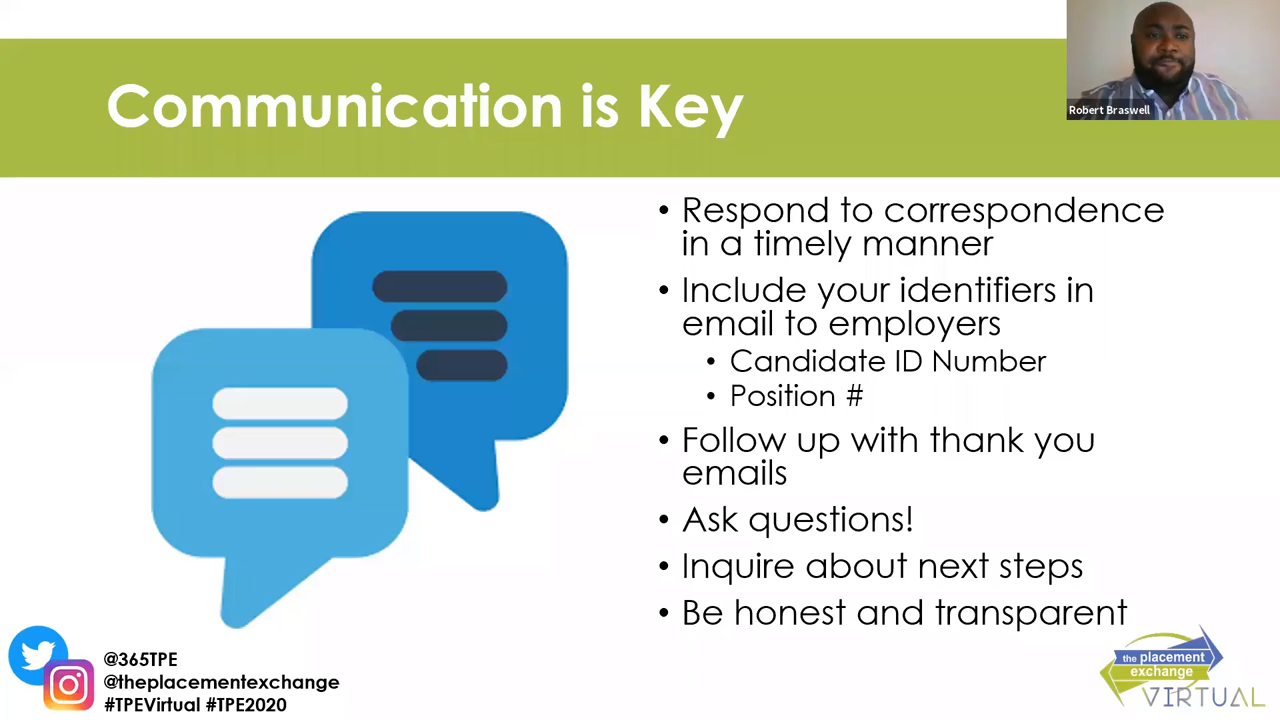 Communication is Key
Robert Braswell
• Respond to correspondence
in a timely manner
• Include your identifiers in
email to employers
• Candidate ID Number
• Position #
• Follow up with thank you
emails
• Ask questions!
• Inquire about next steps
• Be honest and transparent
@365TPE
@theplacementexchange
#TPEVirtual #TPE2020
the placement
exchange
VIRTUAL